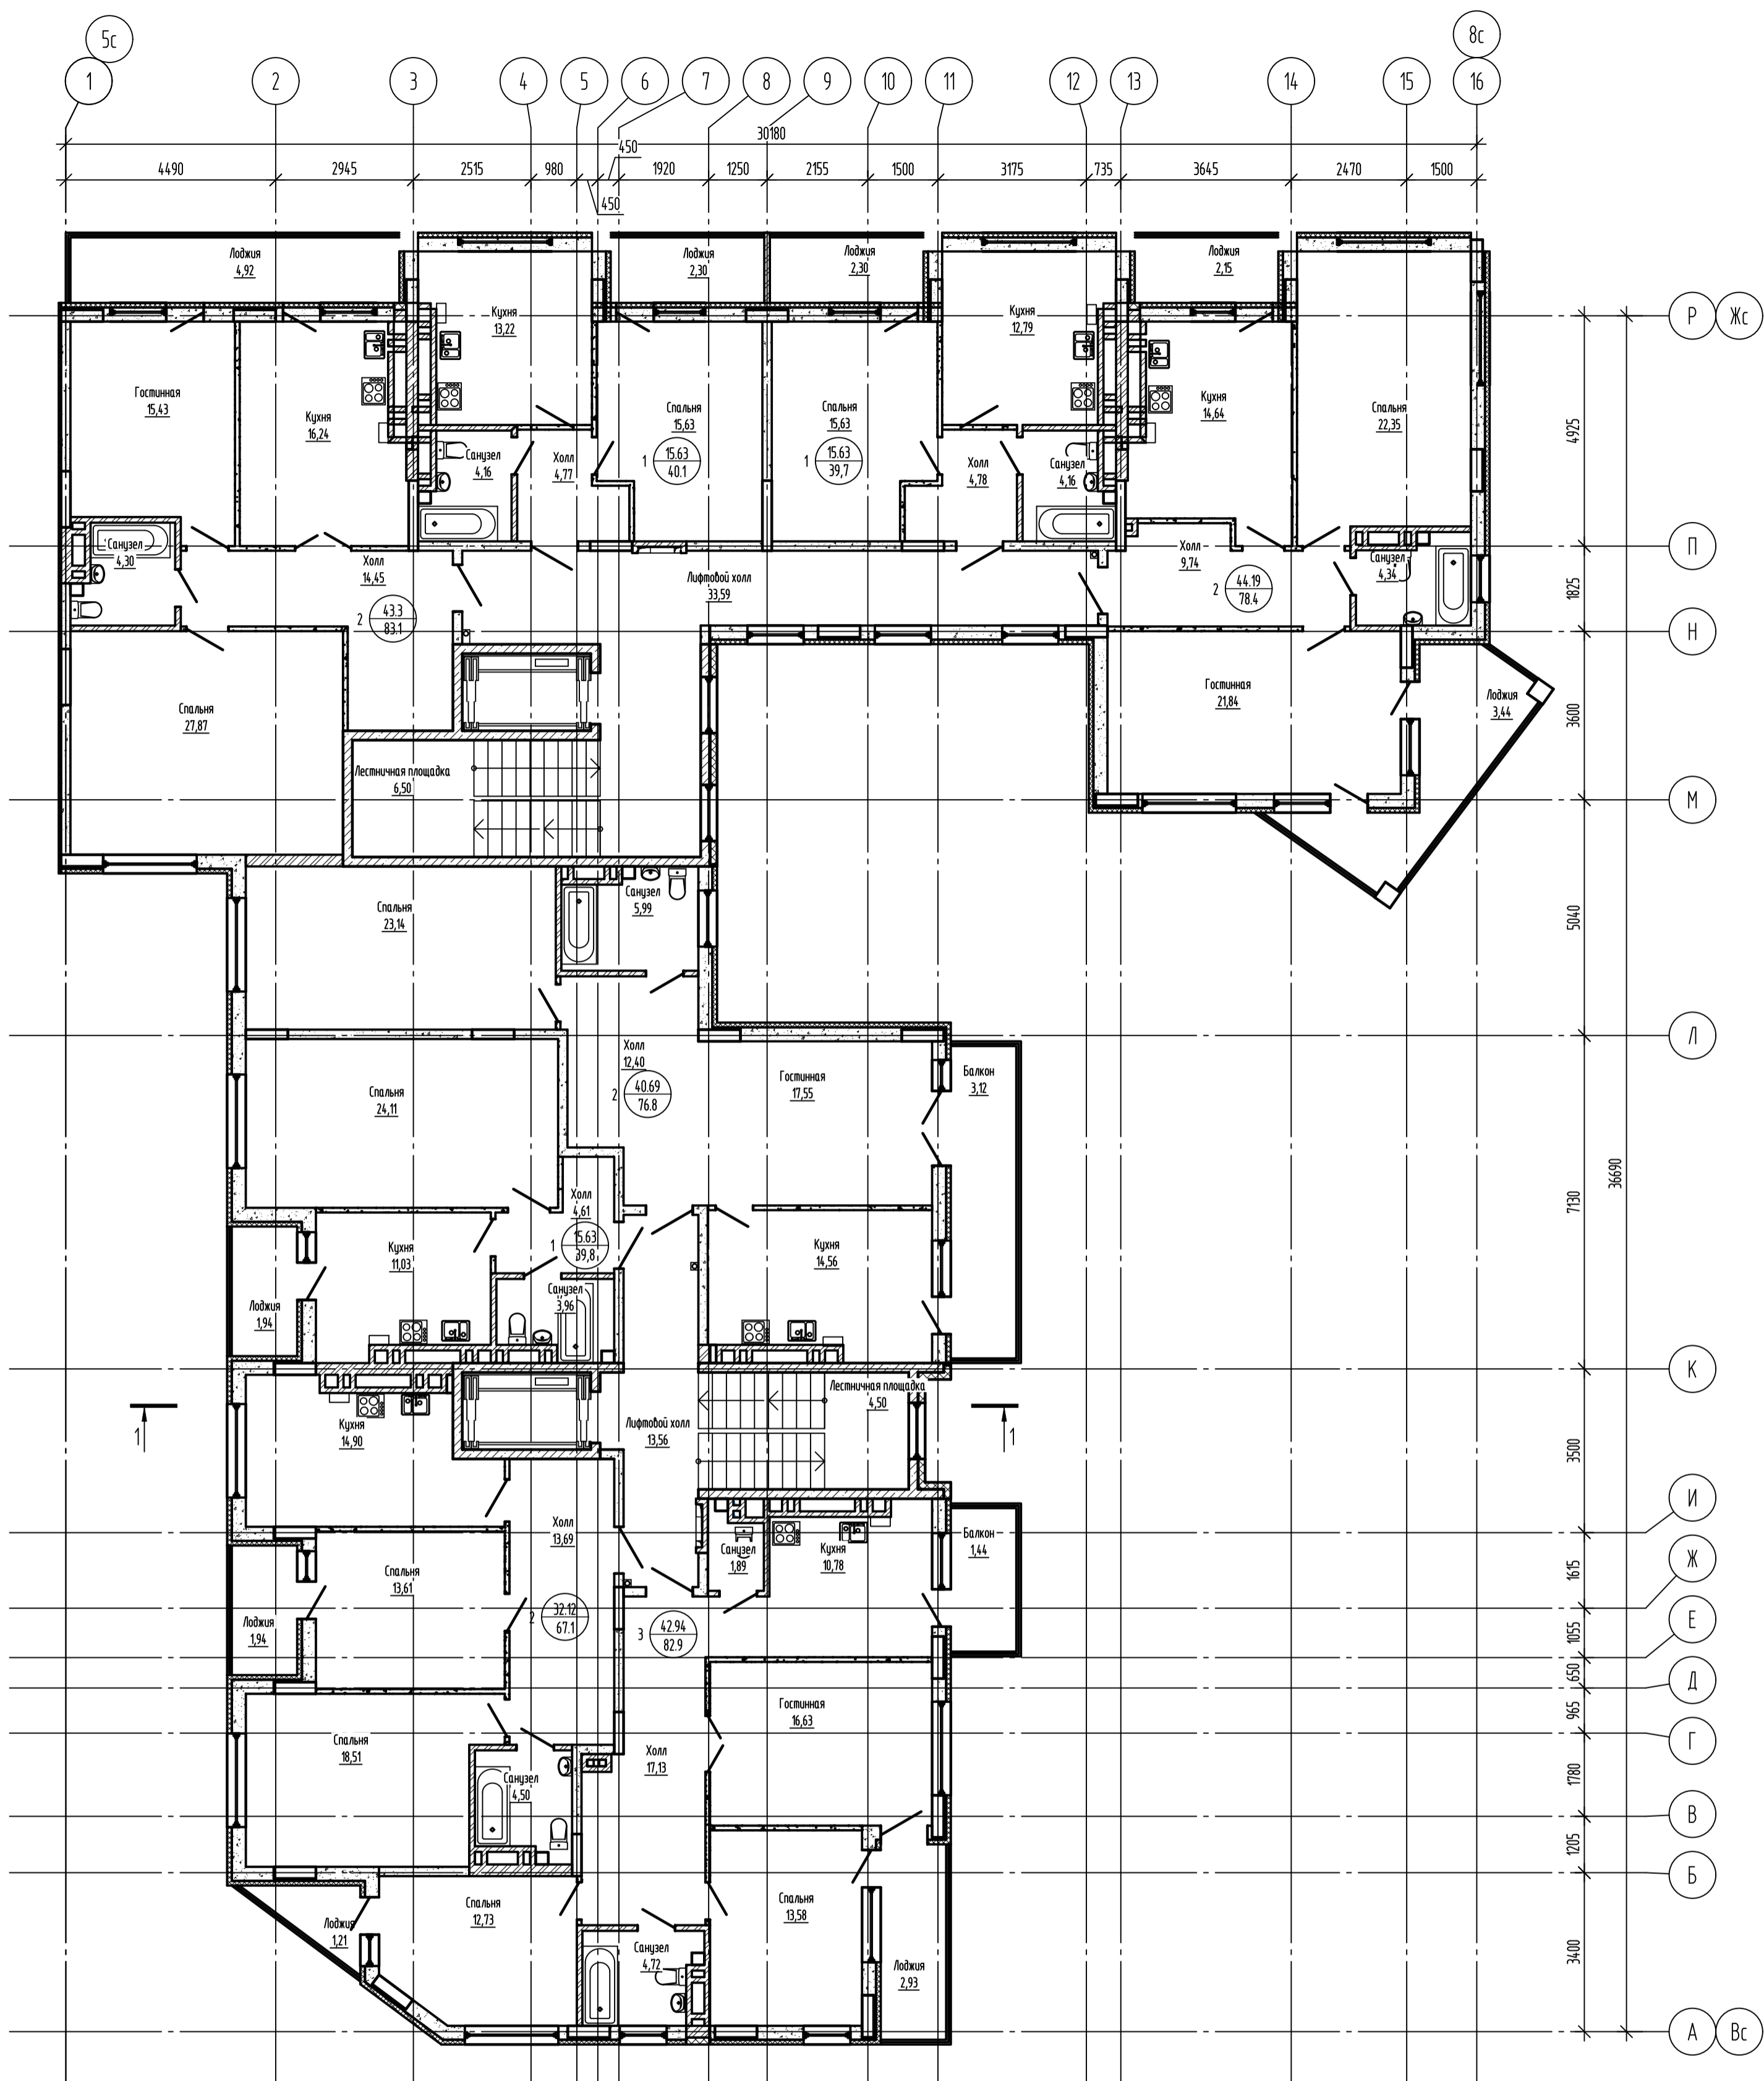 5с
8с
1
2
3
4
5
6
7
8
9
10
11
12
13
14
15
16
30180
450
4490
2945
2515
980
1920
1250
2155
1500
3175
735
3645
2470
1500
450
Лоджия
4,92
Лоджия
2,30
Лоджия
2,30
Лоджия
2,15
Кухня
13,22
Кухня
12,79
Р
Жс
Гостинная
15,43
Кухня
16,24
Спальня
15,63
Спальня
15,63
Кухня
14,64
Спальня
22,35
4925
Санузел
4,16
Холл
4,77
1
15.63
40.1
1
15.63
39,7
Холл
4,78
Санузел
4,16
Санузел
4,30
Холл
14,45
Лифтовой холл
33,59
Холл
9,74
Санузел
4,34
П
2
43.3
83.1
2
44.19
78.4
1825
Н
Спальня
27,87
Гостинная
21,84
Лоджия
3,44
3600
Лестничная площадка
6,50
М
Спальня
23,14
Санузел
5,99
5040
Л
Холл
12,40
2
40.69
76.8
Спальня
24,11
Гостинная
17,55
Балкон
3,12
7130
36690
Холл
4,61
1
15.63
39,8
Кухня
11,03
Кухня
14,56
Санузел
3,96
Лоджия
1,94
К
Лестничная площадка
4,50
Кухня
14,90
Лифтовой холл
13,56
1
1
3500
И
Холл
13,69
Санузел
1,89
Кухня
10,78
Балкон
1,44
Спальня
13,61
1615
Ж
Лоджия
1,94
2
32.12
67.1
3
42.94
82.9
1055
Е
650
Д
Гостинная
16,63
965
Спальня
18,51
Холл
17,13
Г
Санузел
4,50
1780
В
1205
Б
Спальня
12,73
Спальня
13,58
Лоджия
1,21
Санузел
4,72
Лоджия
2,93
3400
А
Вс